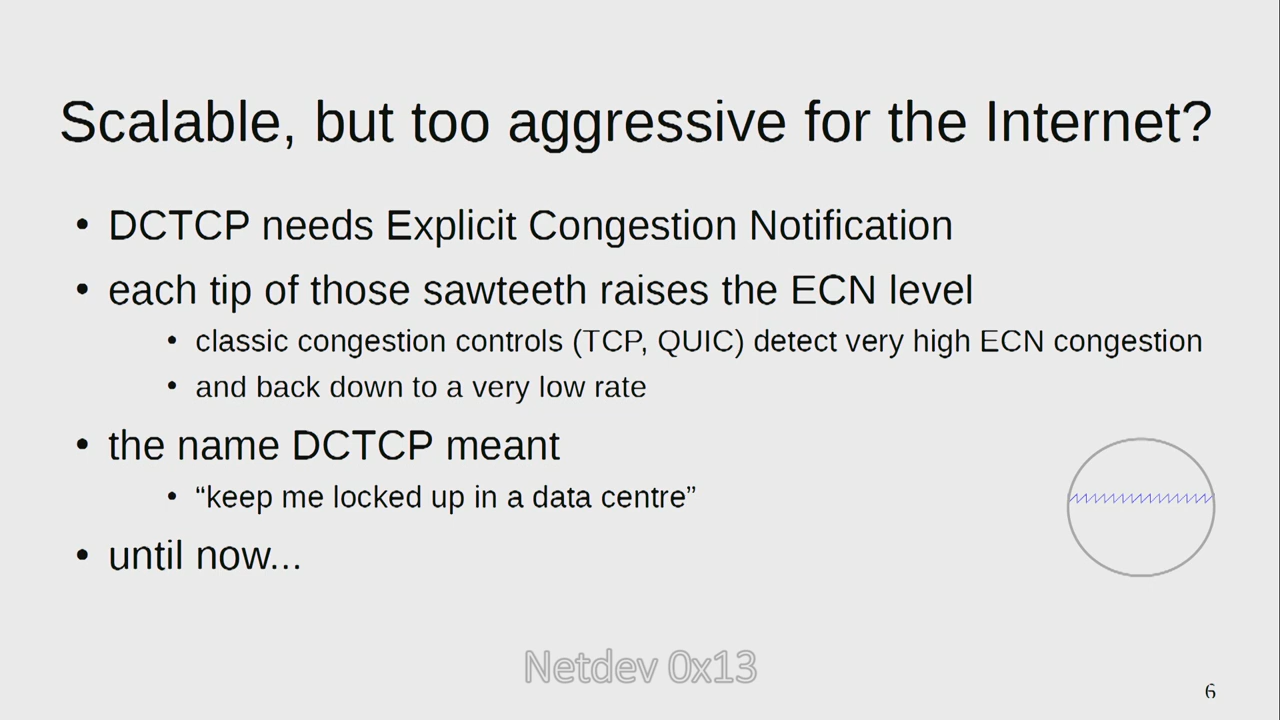 Scalable, but too aggressive for the Internet?
• DCTCP needs Explicit Congestion Notification
• each tip of those sawteeth raises the ECN level
• classic congestion controls (TCP, QUIC) detect very high ECN congestion
• and back down to a very low rate
• the name DCTCP meant
• “keep me locked up in a data centre”
• until now...
Netdev 0x13
6